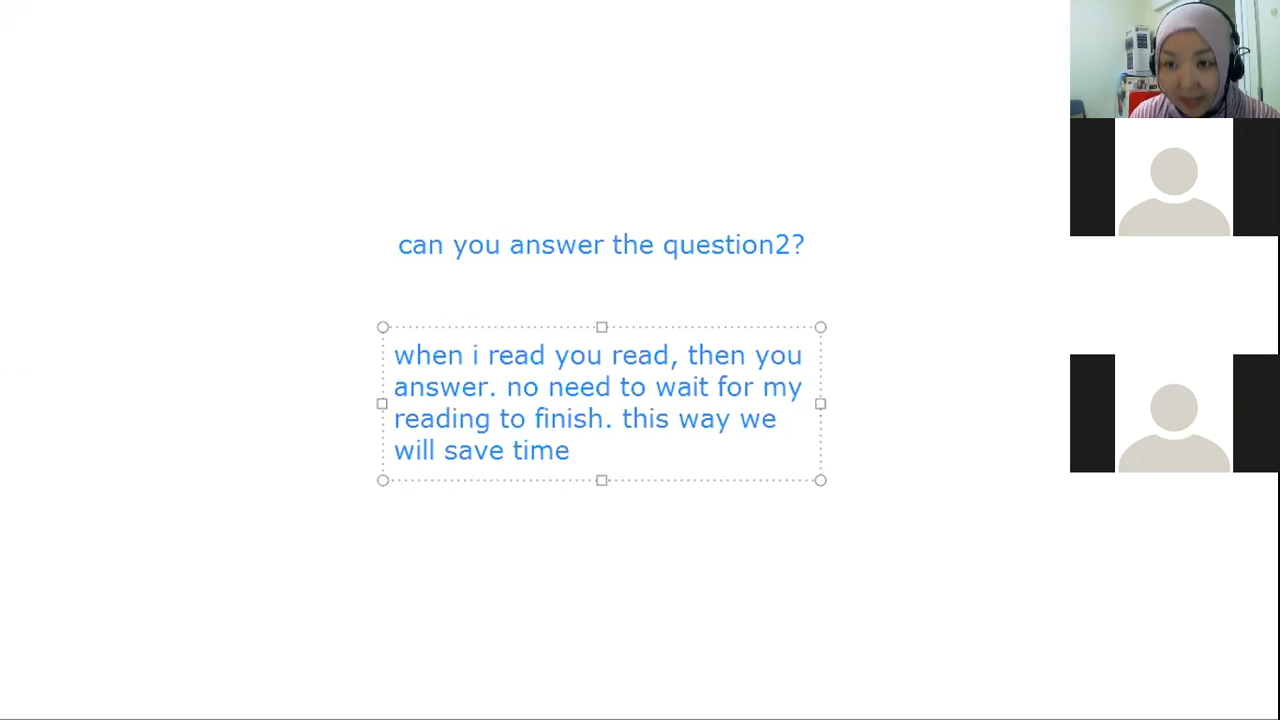 can you answer the question2?
when i read you read, then you
answer. no need to wait for my
reading to finish. this way we
will save time